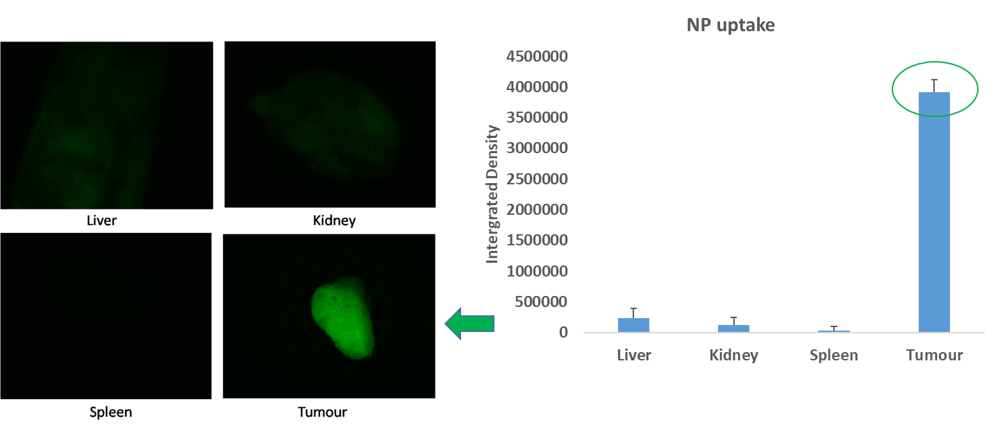 Liver
Kidney
Spleen
Tumour
NP uptake
Intergrated Density
4500000
4000000
3500000
3000000
2500000
2000000
1500000
1000000
500000
0
Liver Kidney Spleen Tumour